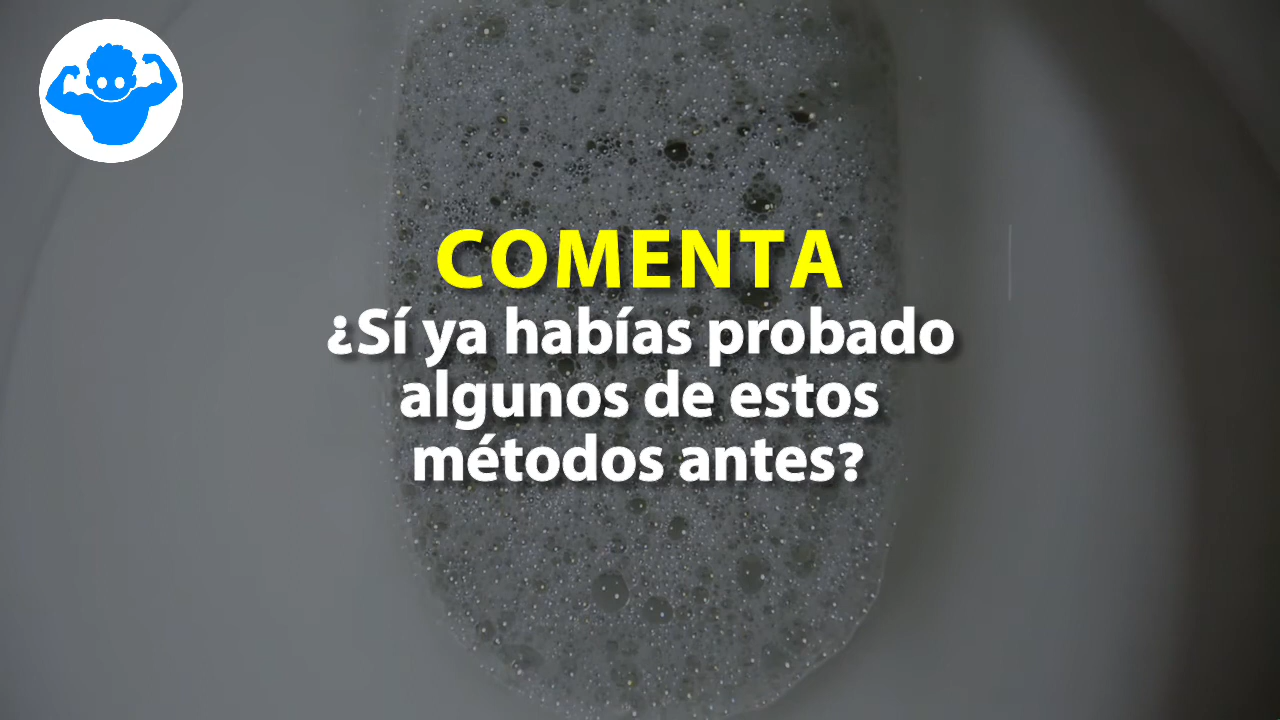 COMENTA
¿Sí ya habías probado
algunos de estos
métodos antes?